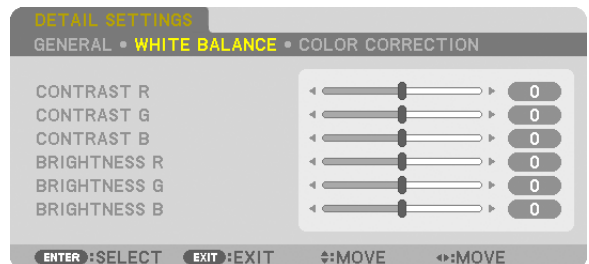 DETAIL SETTINGS
GENERAL • WHITE BALANCE • COLOR CORRECTION
CONTRAST R 0
CONTRAST G 0
CONTRAST B 0
BRIGHTNESS R 0
BRIGHTNESS G 0
BRIGHTNESS B 0
ENTER:SELECT EXIT:EXIT ♦:MOVE ◂▸:MOVE